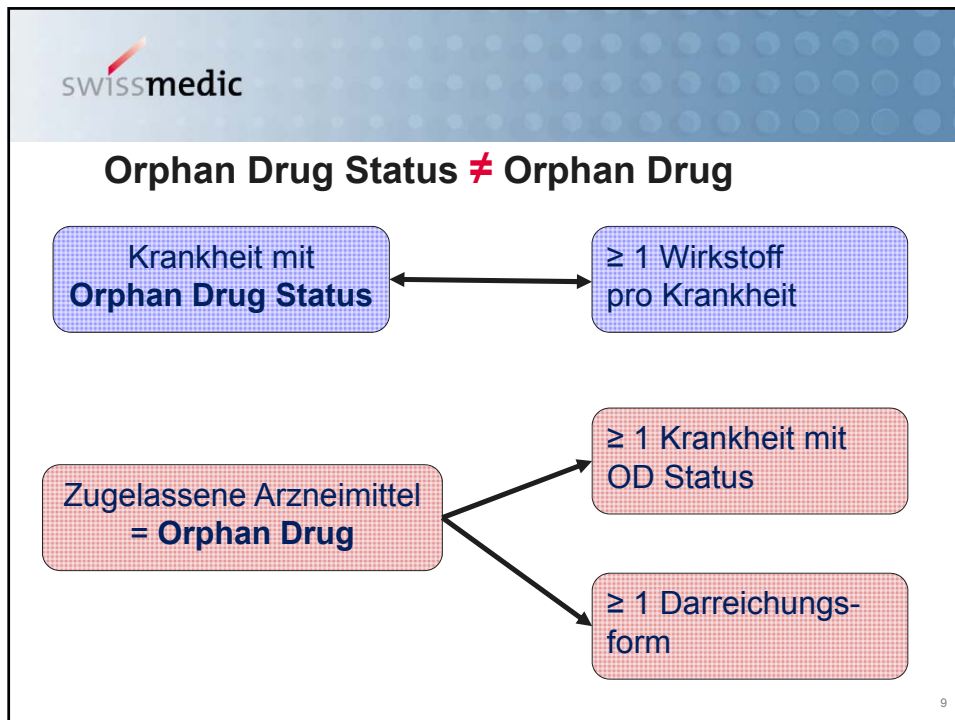 swissmedic
Orphan Drug Status ≠ Orphan Drug
Krankheit mit
Orphan Drug Status
≥ 1 Wirkstoff
pro Krankheit
Zugelassene Arzneimittel
= Orphan Drug
≥ 1 Krankheit mit
OD Status
≥ 1 Darreichungs-
form
9